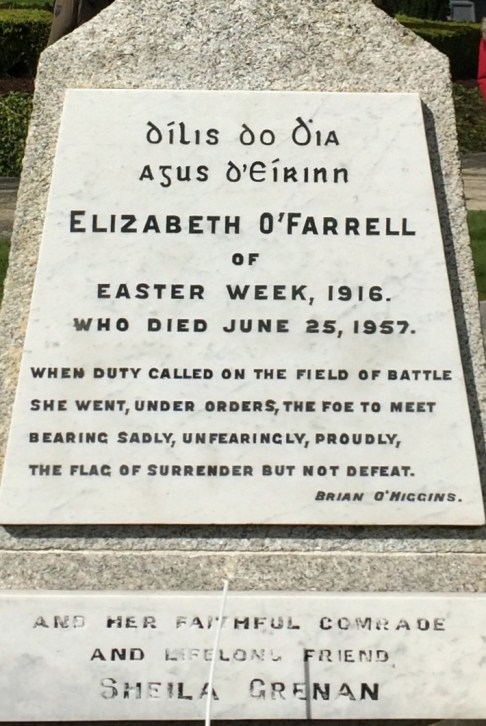 Dílis do Dia
Agus d'Éirinn
ELIZABETH O'FARRELL
OF
EASTER WEEK, 1916.
WHO DIED JUNE 25, 1957.
WHEN DUTY CALLED ON THE FIELD OF BATTLE
SHE WENT, UNDER ORDERS, THE FOE TO MEET
BEARING SADLY, UNFEARINGLY, PROUDLY,
THE FLAG OF SURRENDER BUT NOT DEFEAT.
BRIAN O'HIGGINS.
AND HER FAITHFUL COMRADE
AND LIFELONG FRIEND
SHEILA GRENAN